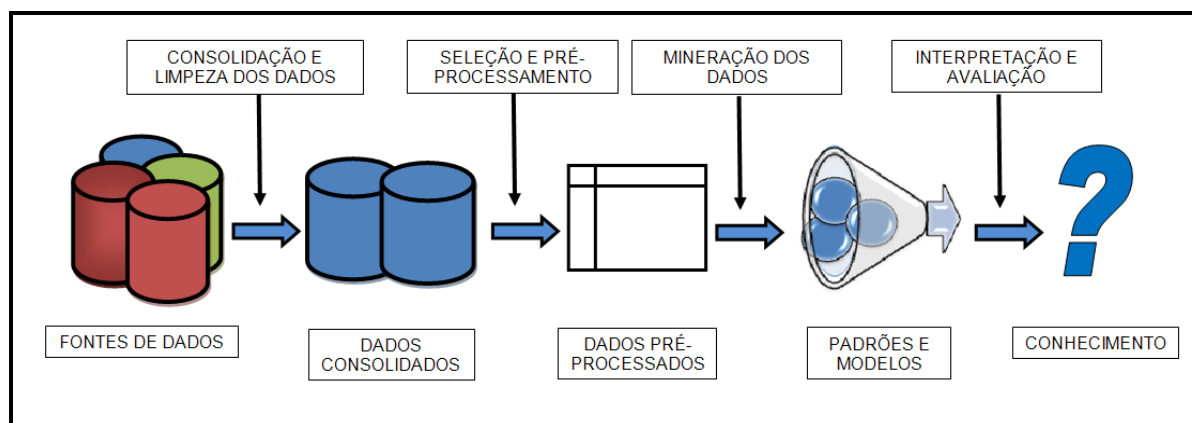 CONSOLIDAÇÃO E
LIMPEZA DOS DADOS
SELEÇÃO E PRÉ-
PROCESSAMENTO
MINERAÇÃO DOS
DADOS
INTERPRETAÇÃO E
AVALIAÇÃO
?
FONTES DE DADOS
DADOS
CONSOLIDADOS
DADOS PRÉ-
PROCESSADOS
PADRÕES E
MODELOS
CONHECIMENTO